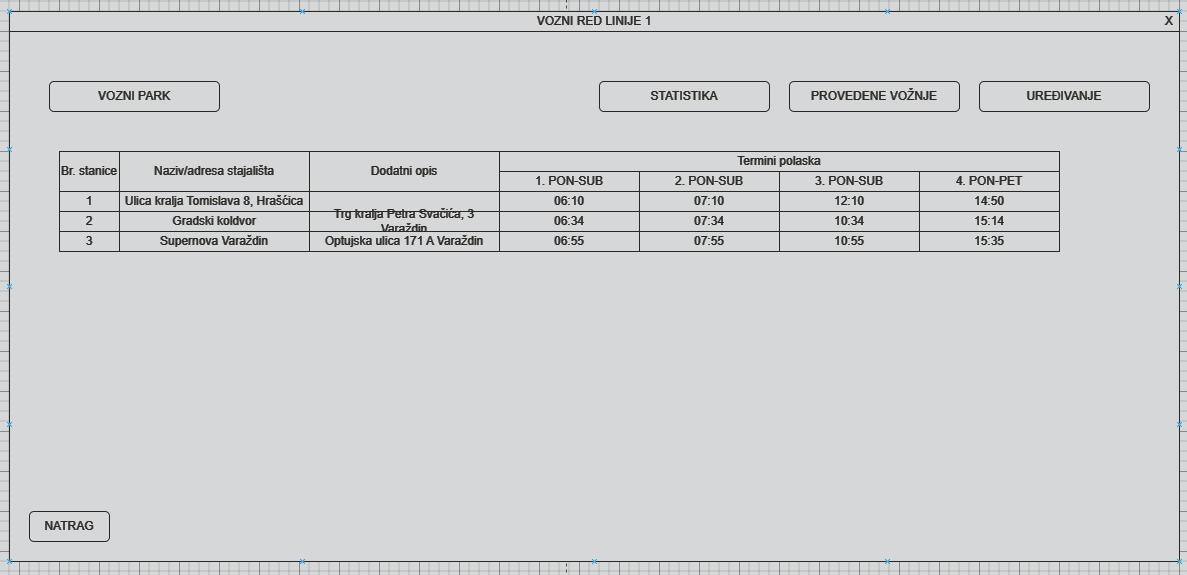 VOZNI RED LINIJE 1 X
VOZNI PARK STATISTIKA PROVEDENE VOŽNJE UREĐIVANJE
Br. stanice Naziv/adresa stajališta Dodatni opis Termini polaska
1. PON-SUB 2. PON-SUB 3. PON-SUB 4. PON-PET
1 Ulica kralja Tomislava 8, Hrašćica 06:10 07:10 12:10 14:50
2 Gradski koldvor Trg kralja Petra Svačića, 3 Varaždin 06:34 07:34 10:34 15:14
3 Supernova Varaždin Optujska ulica 171 A Varaždin 06:55 07:55 10:55 15:35
NATRAG